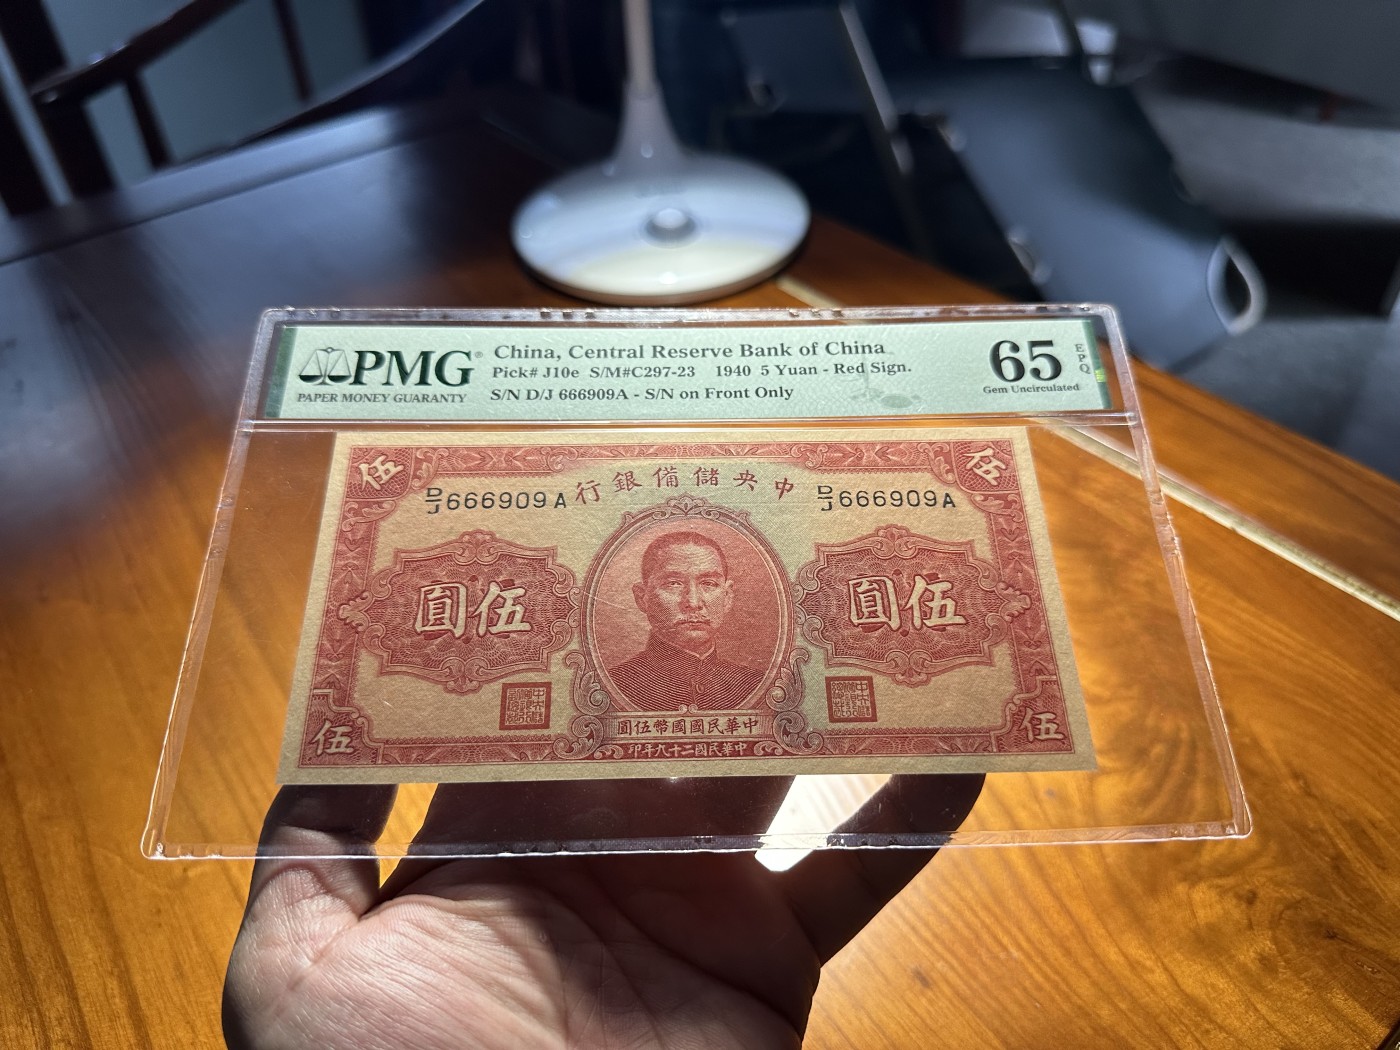 PMG®
PAPER MONEY GUARANTY
China, Central Reserve Bank of China
Pick# J10e S/M#C297-23 1940 5 Yuan - Red Sign.
S/N D/J 666909A - S/N on Front Only
65 EPQ
Gem Uncirculated
伍 伍
行銀備儲央中
D/J 666909A D/J 666909A
圓伍 圓伍
圓伍幣國國民華中
印年九十二國民華中
伍 伍